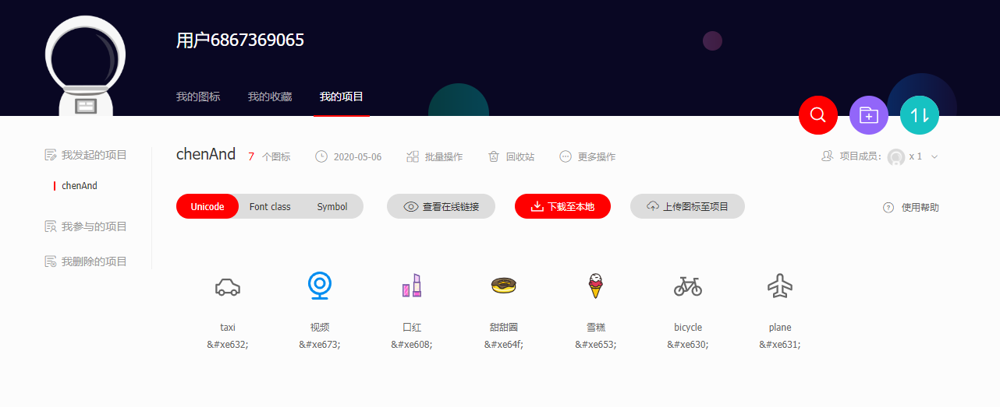 用户6867369065
我的图标 我的收藏 我的项目
我发起的项目
chenAnd
我参与的项目
我删除的项目
chenAnd 7 个图标 2020-05-06 批量操作 回收站 更多操作 项目成员： x 1
Unicode Font class Symbol 查看在线链接 下载至本地 上传图标至项目 使用帮助
taxi 视频 口红 甜甜圈 雪糕 bicycle plane
&#xe632; &#xe673; &#xe608; &#xe64f; &#xe653; &#xe630; &#xe631;